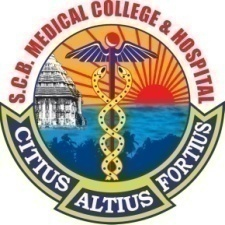 S.C.B. MEDICAL COLLEGE & HOSPITAL
CITIUS ALTIUS FORTIUS